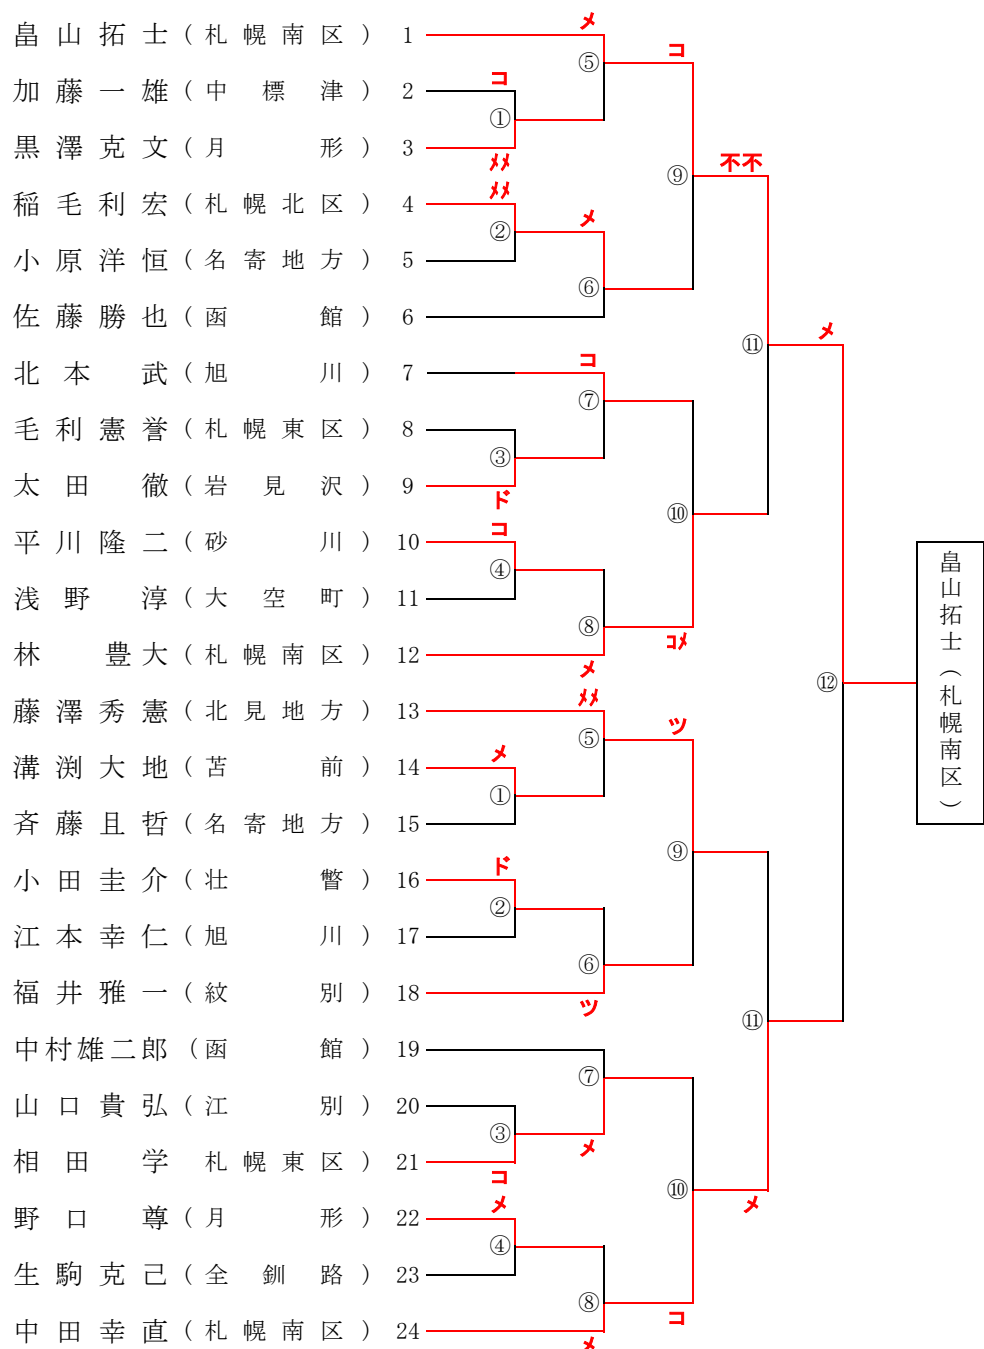 畠山拓士(札幌南区) 1
加藤一雄(中標津) 2
黒澤克文(月形) 3
稲毛利宏(札幌北区) 4
小原洋恒(名寄地方) 5
佐藤勝也(函館) 6
北本武(旭川) 7
毛利憲誉(札幌東区) 8
太田徹(岩見沢) 9
平川隆二(砂川) 10
浅野淳(大空町) 11
林豊大(札幌南区) 12
藤澤秀憲(北見地方) 13
溝渕大地(苫前) 14
斉藤且哲(名寄地方) 15
小田圭介(壮瞥) 16
江本幸仁(旭川) 17
福井雅一(紋別) 18
中村雄二郎(函館) 19
山口貴弘(江別) 20
相田学 札幌東区) 21
野口尊(月形) 22
生駒克己(全釧路) 23
中田幸直(札幌南区) 24
コ
①
メメ
メメ
②
③
ド
コ
④
メ
①
ド
②
③
コ
メ
④
メ
⑤
メ
⑥
コ
⑦
⑧
メ
メメ
⑤
⑥
ツ
⑦
メ
⑧
メ
コ
⑨
⑩
コメ
ツ
⑨
⑩
コ
不不
⑪
⑪
メ
メ
⑫
畠山拓士(札幌南区)